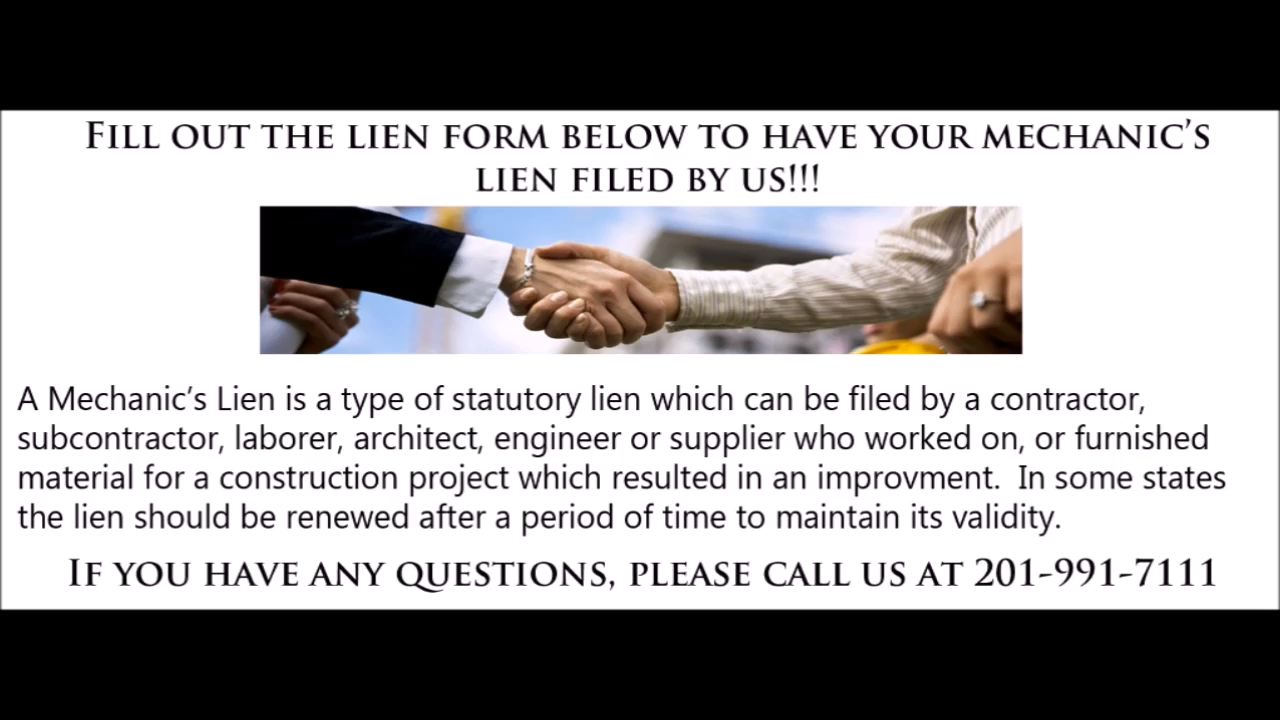 Fill out the lien form below to have your mechanic's
lien filed by us!!!
A Mechanic's Lien is a type of statutory lien which can be filed by a contractor,
subcontractor, laborer, architect, engineer or supplier who worked on, or furnished
material for a construction project which resulted in an improvment.  In some states
the lien should be renewed after a period of time to maintain its validity.
If you have any questions, please call us at 201-991-7111